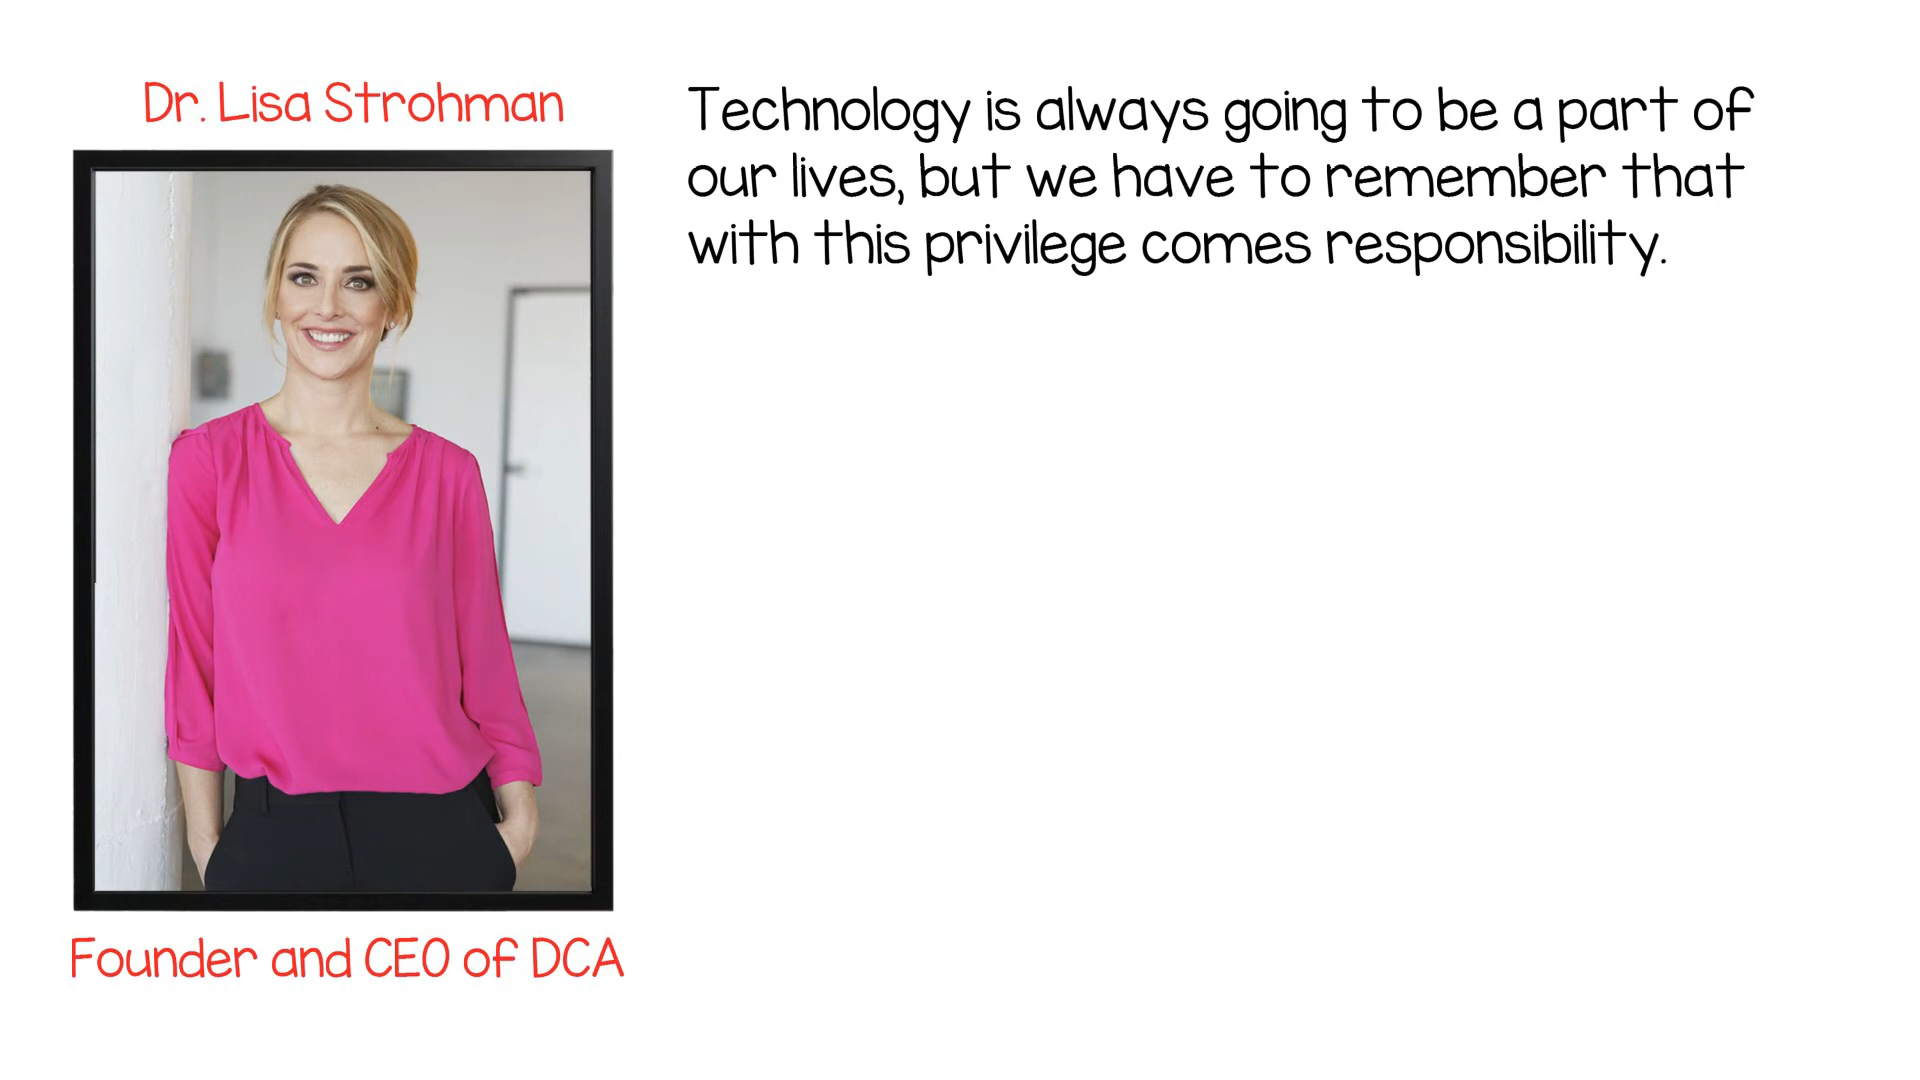 Dr. Lisa Strohman
Technology is always going to be a part of
our lives, but we have to remember that
with this privilege comes responsibility.
Founder and CEO of DCA